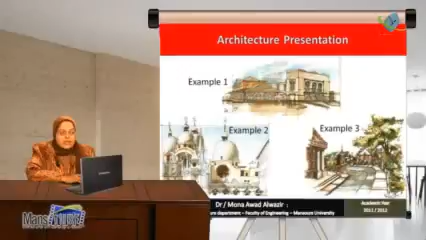 Architecture Presentation
Example 1
Example 2
Example 3
Dr / Mona Awad Alwazir
Academic Year
department - Faculty of Engineering - Mansoura University
2011 / 2012